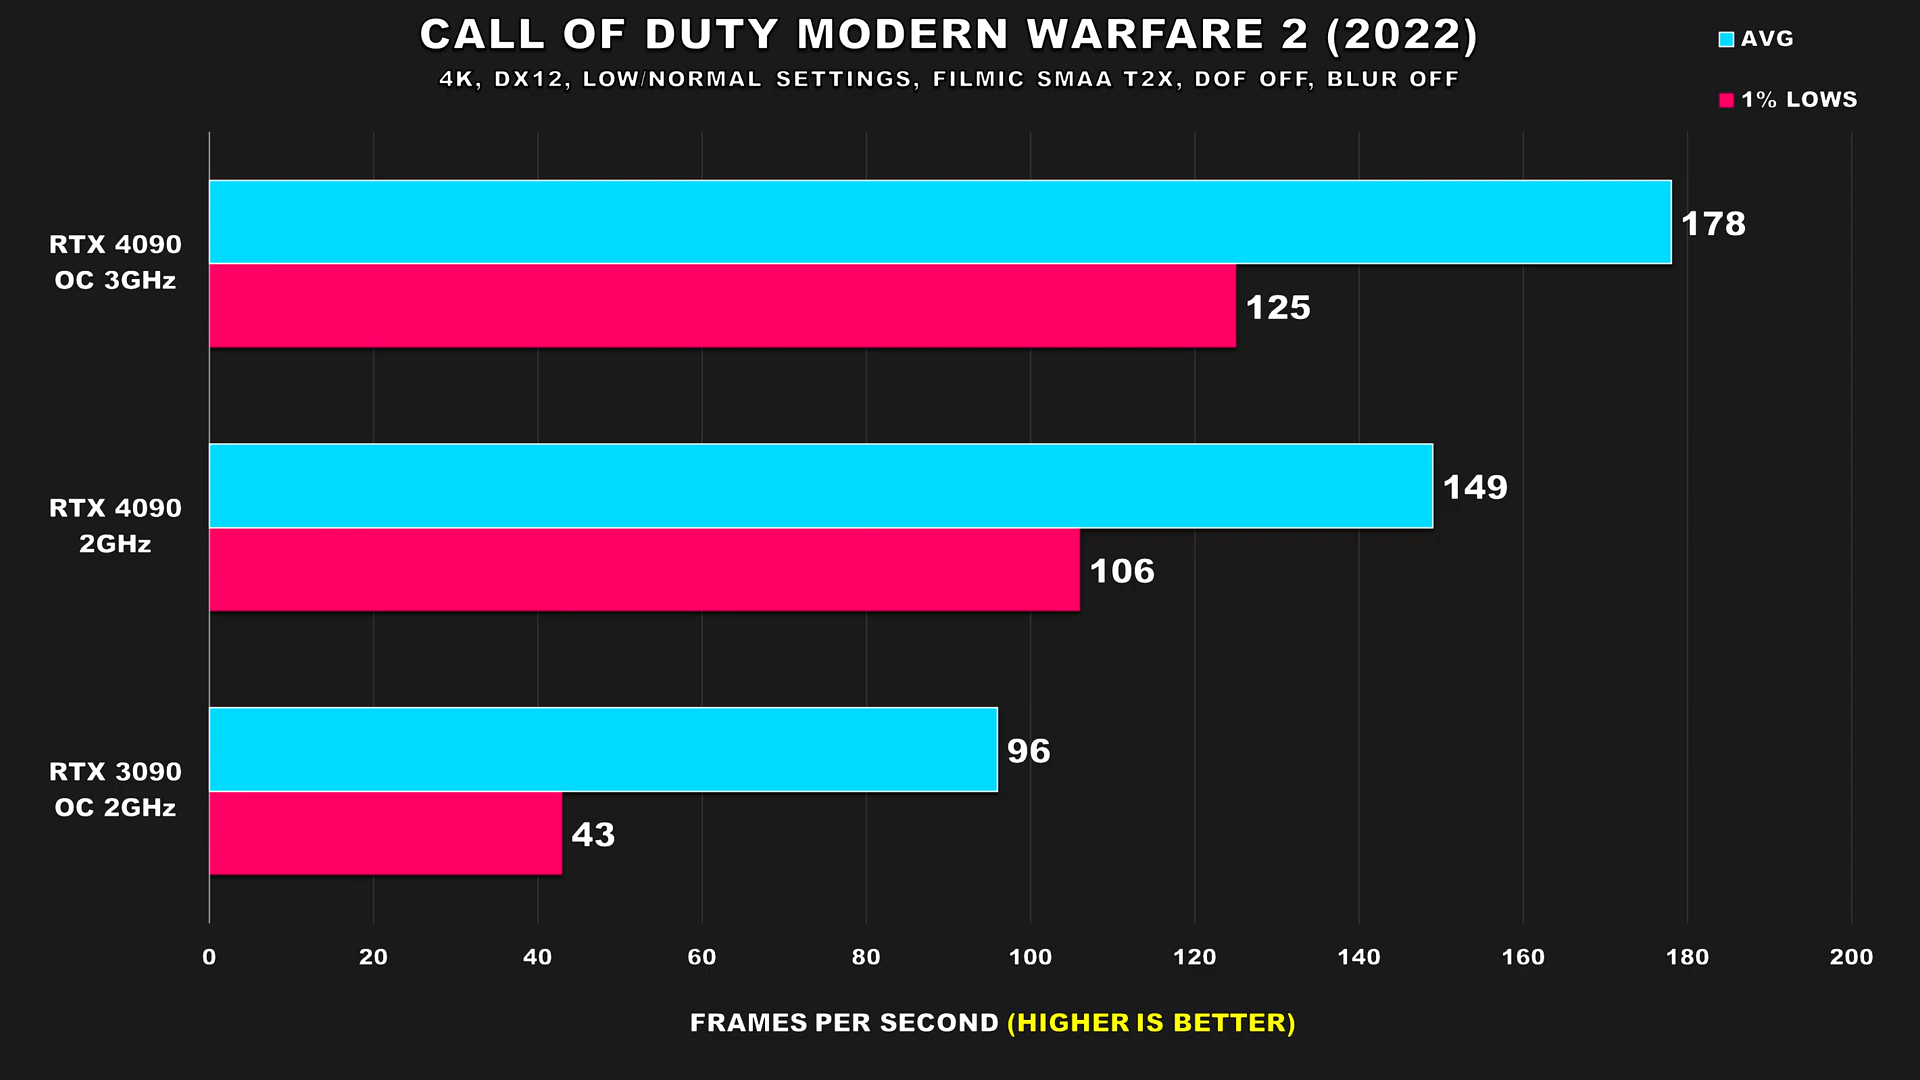 CALL OF DUTY MODERN WARFARE 2 (2022)
4K, DX12, LOW/NORMAL SETTINGS, FILMIC SMAA T2X, DOF OFF, BLUR OFF
AVG
1% LOWS
RTX 4090
OC 3GHz
178
125
RTX 4090
2GHz
149
106
RTX 3090
OC 2GHz
96
43
0 20 40 60 80 100 120 140 160 180 200
FRAMES PER SECOND (HIGHER IS BETTER)